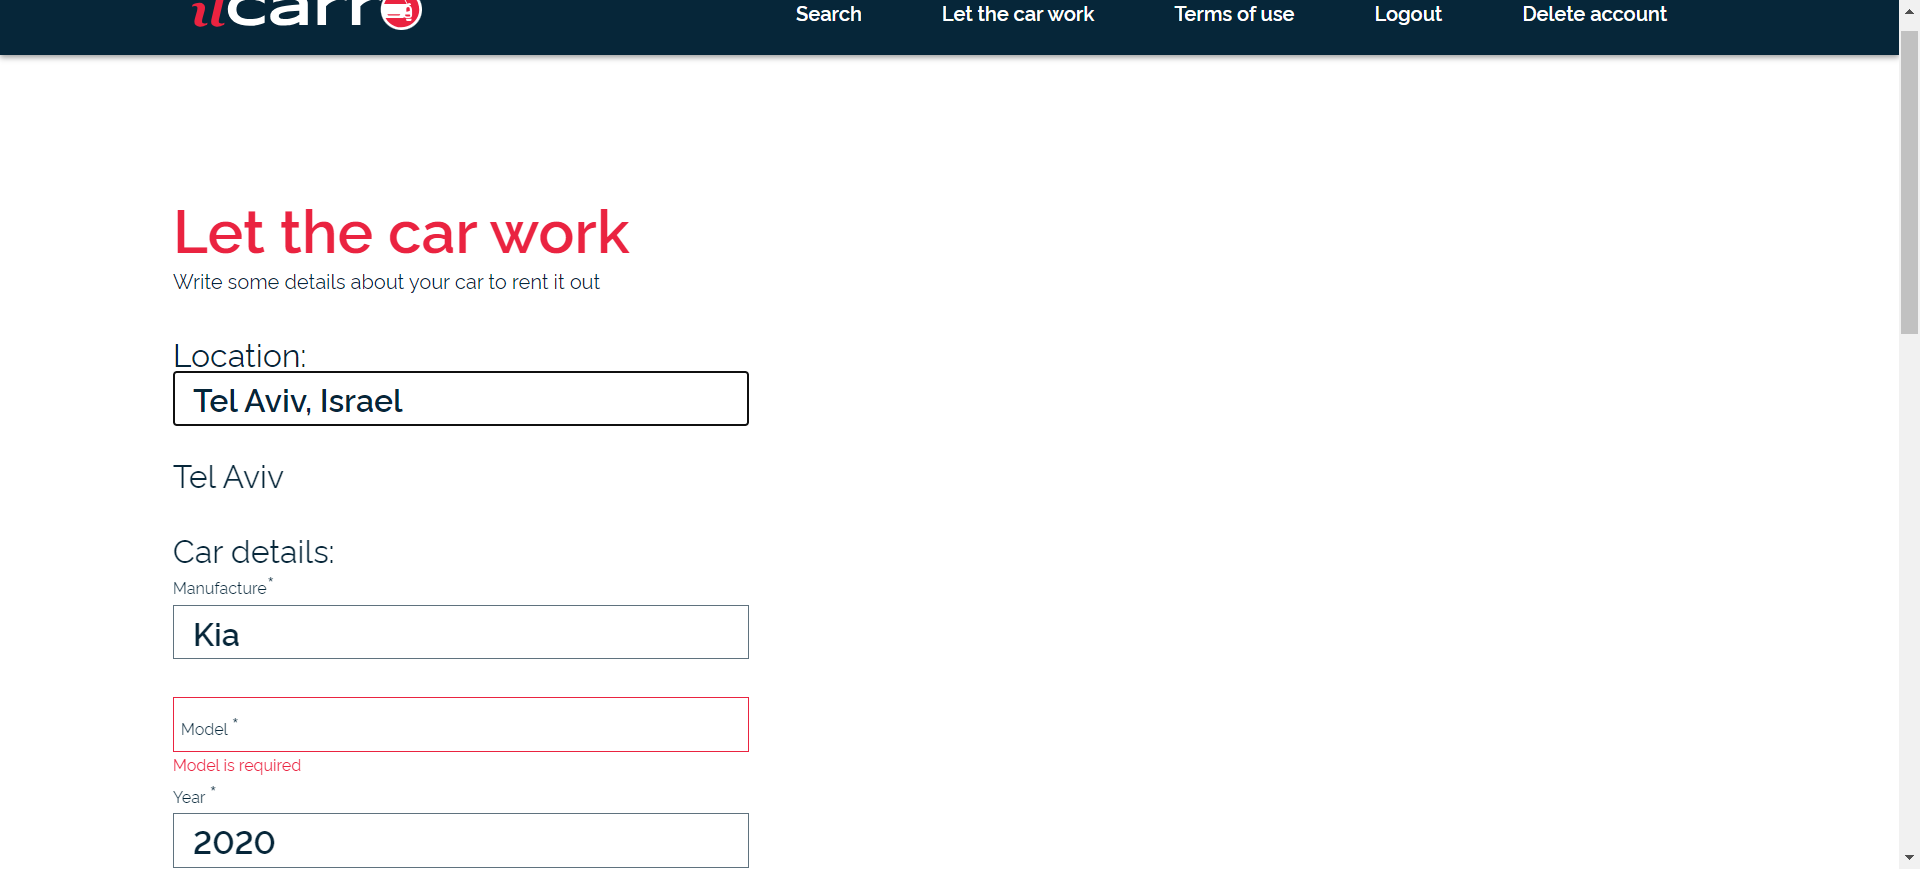 ilcarro
Search
Let the car work
Terms of use
Logout
Delete account
Let the car work
Write some details about your car to rent it out
Location:
Tel Aviv, Israel
Tel Aviv
Car details:
Manufacture*
Kia
Model *
Model is required
Year *
2020